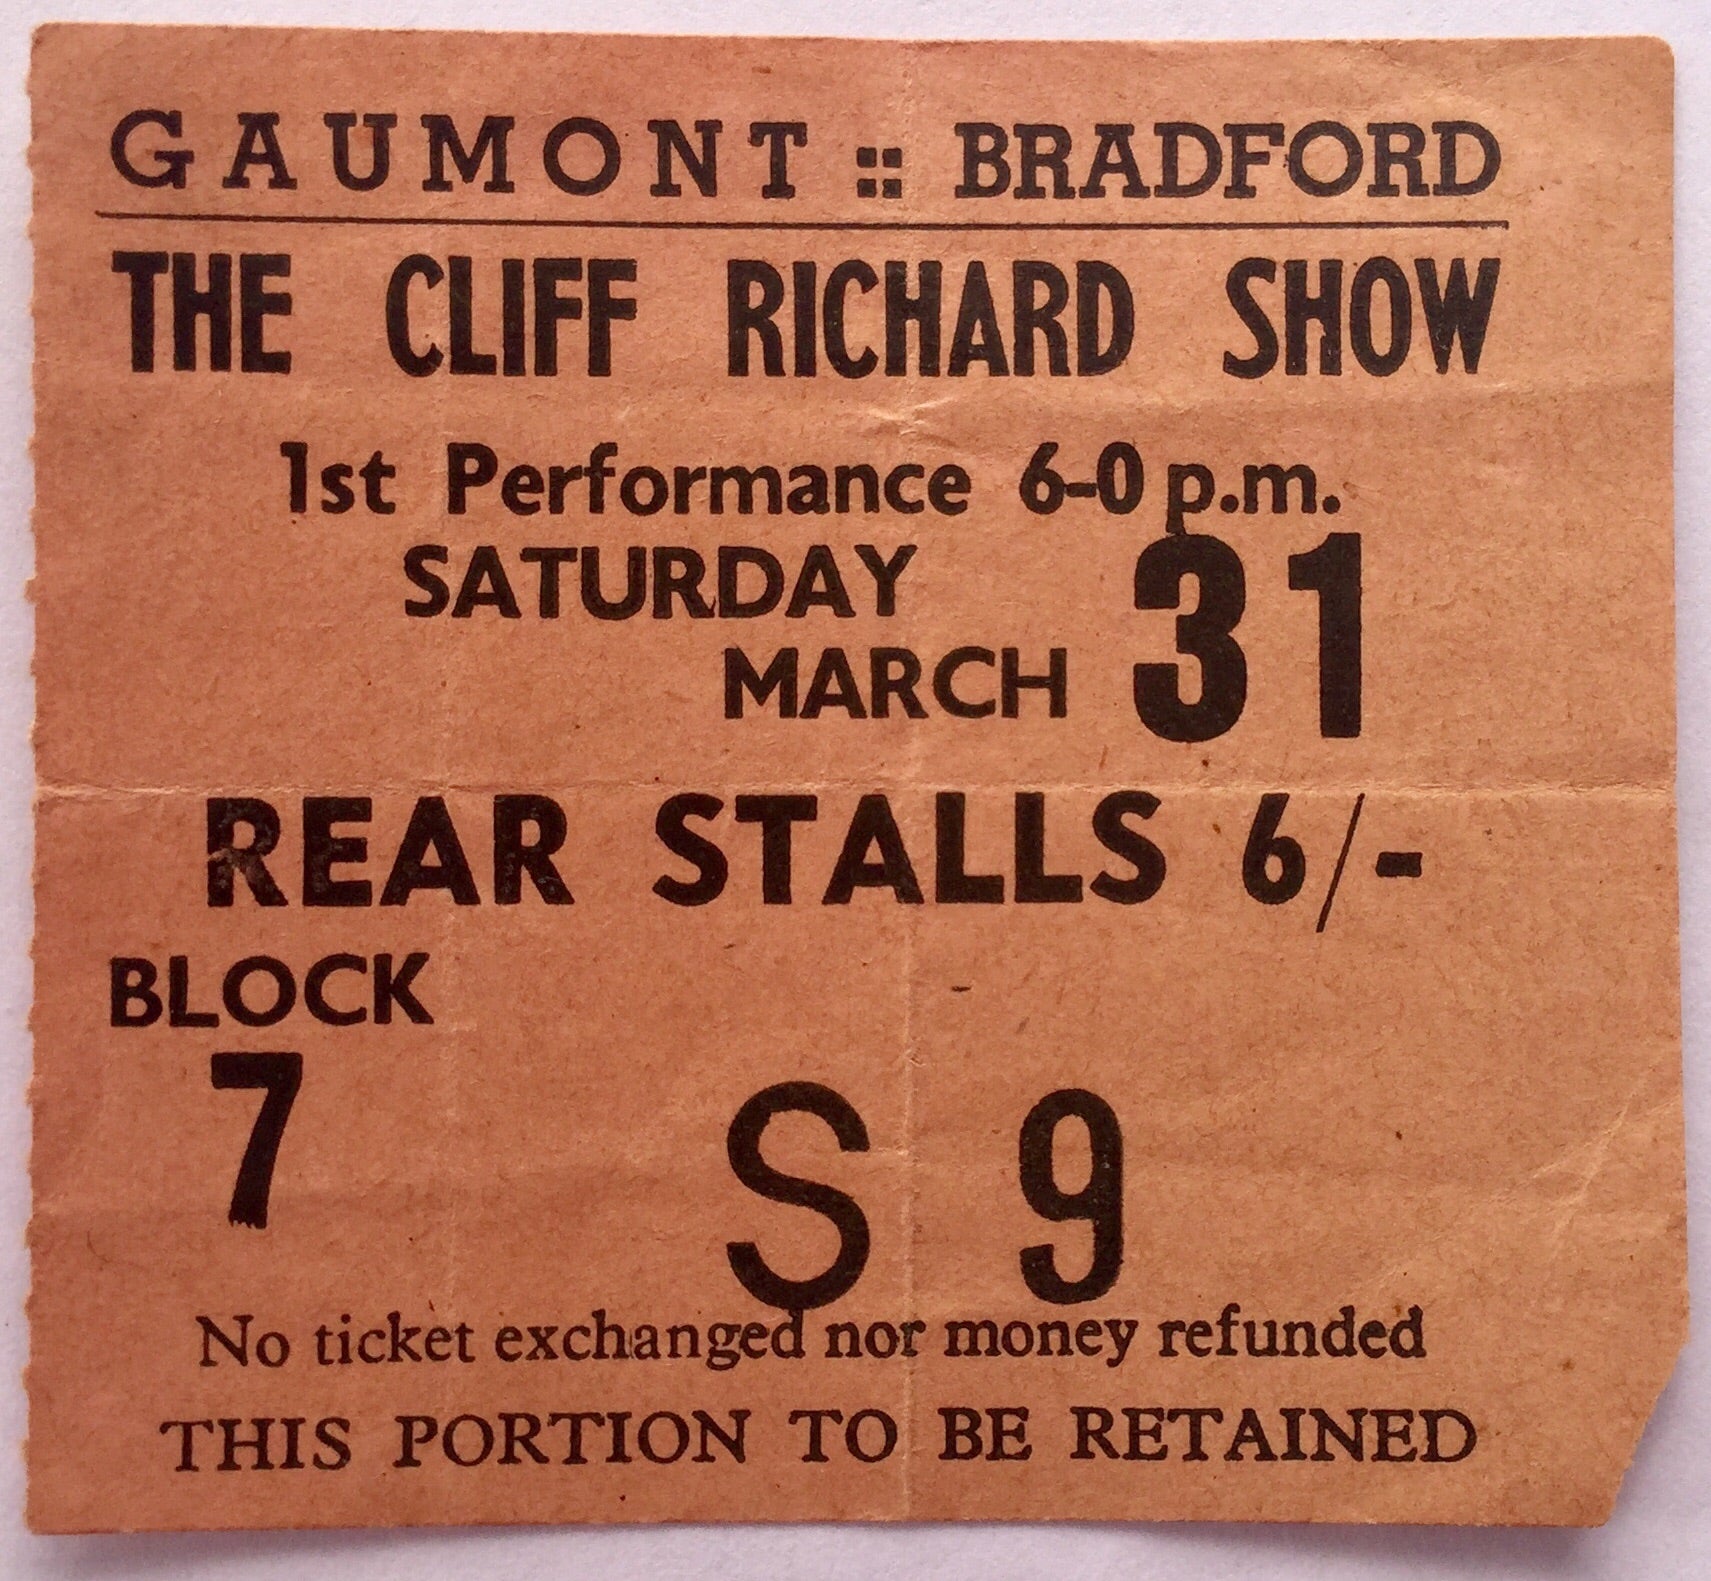 GAUMONT :: BRADFORD
THE CLIFF RICHARD SHOW
1st Performance 6-0 p.m.
SATURDAY
MARCH 31
REAR STALLS 6/-
BLOCK
7 S 9
No ticket exchanged nor money refunded
THIS PORTION TO BE RETAINED